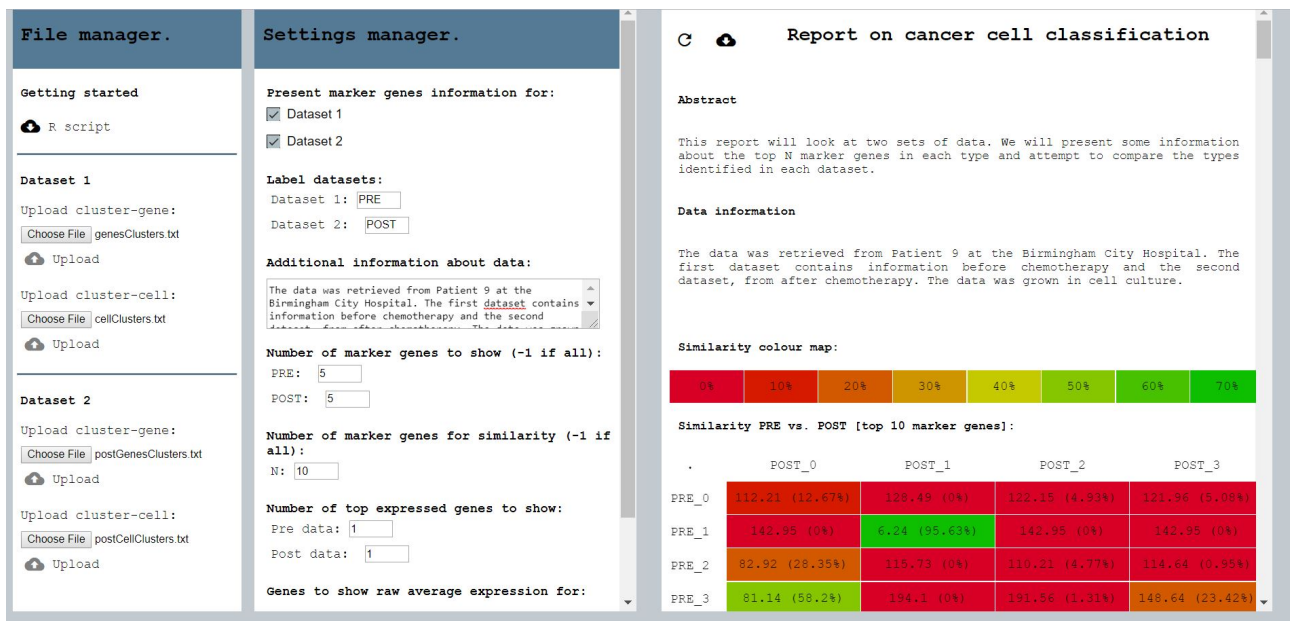 File manager.
Getting started
R script
Dataset 1
Upload cluster-gene:
Choose File genesClusters.txt
Upload
Upload cluster-cell:
Choose File cellClusters.txt
Upload
Dataset 2
Upload cluster-gene:
Choose File postGenesClusters.txt
Upload
Upload cluster-cell:
Choose File postCellClusters.txt
Upload
Settings manager.
Present marker genes information for:
Dataset 1
Dataset 2
Label datasets:
Dataset 1: PRE
Dataset 2: POST
Additional information about data:
The data was retrieved from Patient 9 at the
Birmingham City Hospital. The first dataset contains
information before chemotherapy and the second
dataset, from after chemotherapy. The data was grown
Number of marker genes to show (-1 if all):
PRE: 5
POST: 5
Number of marker genes for similarity (-1 if
all):
N: 10
Number of top expressed genes to show:
Pre data: 1
Post data: 1
Genes to show raw average expression for:
Report on cancer cell classification
Abstract
This report will look at two sets of data. We will present some information
about the top N marker genes in each type and attempt to compare the types
identified in each dataset.
Data information
The data was retrieved from Patient 9 at the Birmingham City Hospital. The
first dataset contains information before chemotherapy and the second
dataset, from after chemotherapy. The data was grown in cell culture.
Similarity colour map:
0% 10% 20% 30% 40% 50% 60% 70%
Similarity PRE vs. POST [top 10 marker genes]:
. POST_0 POST_1 POST_2 POST_3
PRE_0 112.21 (12.67%) 128.49 (0%) 122.15 (4.93%) 121.96 (5.08%)
PRE_1 142.95 (0%) 6.24 (95.63%) 142.95 (0%) 142.95 (0%)
PRE_2 82.92 (28.35%) 115.73 (0%) 110.21 (4.77%) 114.64 (0.95%)
PRE_3 81.14 (58.2%) 194.1 (0%) 191.56 (1.31%) 148.64 (23.42%)